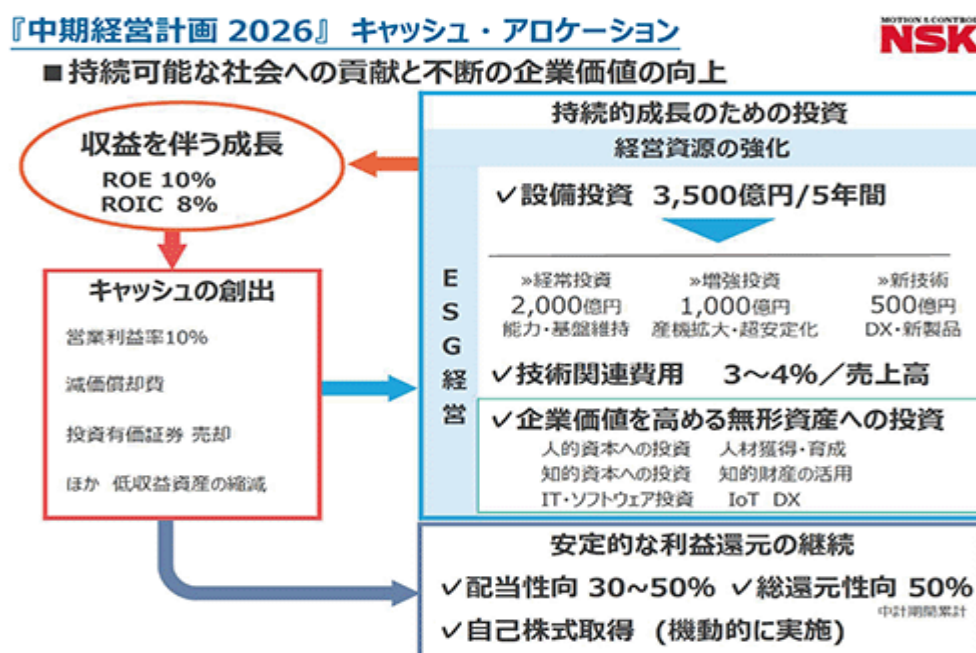 『中期経営計画 2026』 キャッシュ・アロケーション
MOTION & CONTROL
NSK
■持続可能な社会への貢献と不断の企業価値の向上
収益を伴う成長
ROE 10%
ROIC 8%
キャッシュの創出
営業利益率10%
減価償却費
投資有価証券 売却
ほか 低収益資産の縮減
持続的成長のための投資
経営資源の強化
ESG経営
✓設備投資 3,500億円/5年間
»経常投資 »増強投資 »新技術
2,000億円 1,000億円 500億円
能力・基盤維持 産機拡大・超安定化 DX・新製品
✓技術関連費用 3～4%／売上高
✓企業価値を高める無形資産への投資
人的資本への投資 人材獲得・育成
知的資本への投資 知的財産の活用
IT・ソフトウェア投資 IoT DX
安定的な利益還元の継続
✓配当性向 30~50% ✓総還元性向 50%
中計期間累計
✓自己株式取得 (機動的に実施)